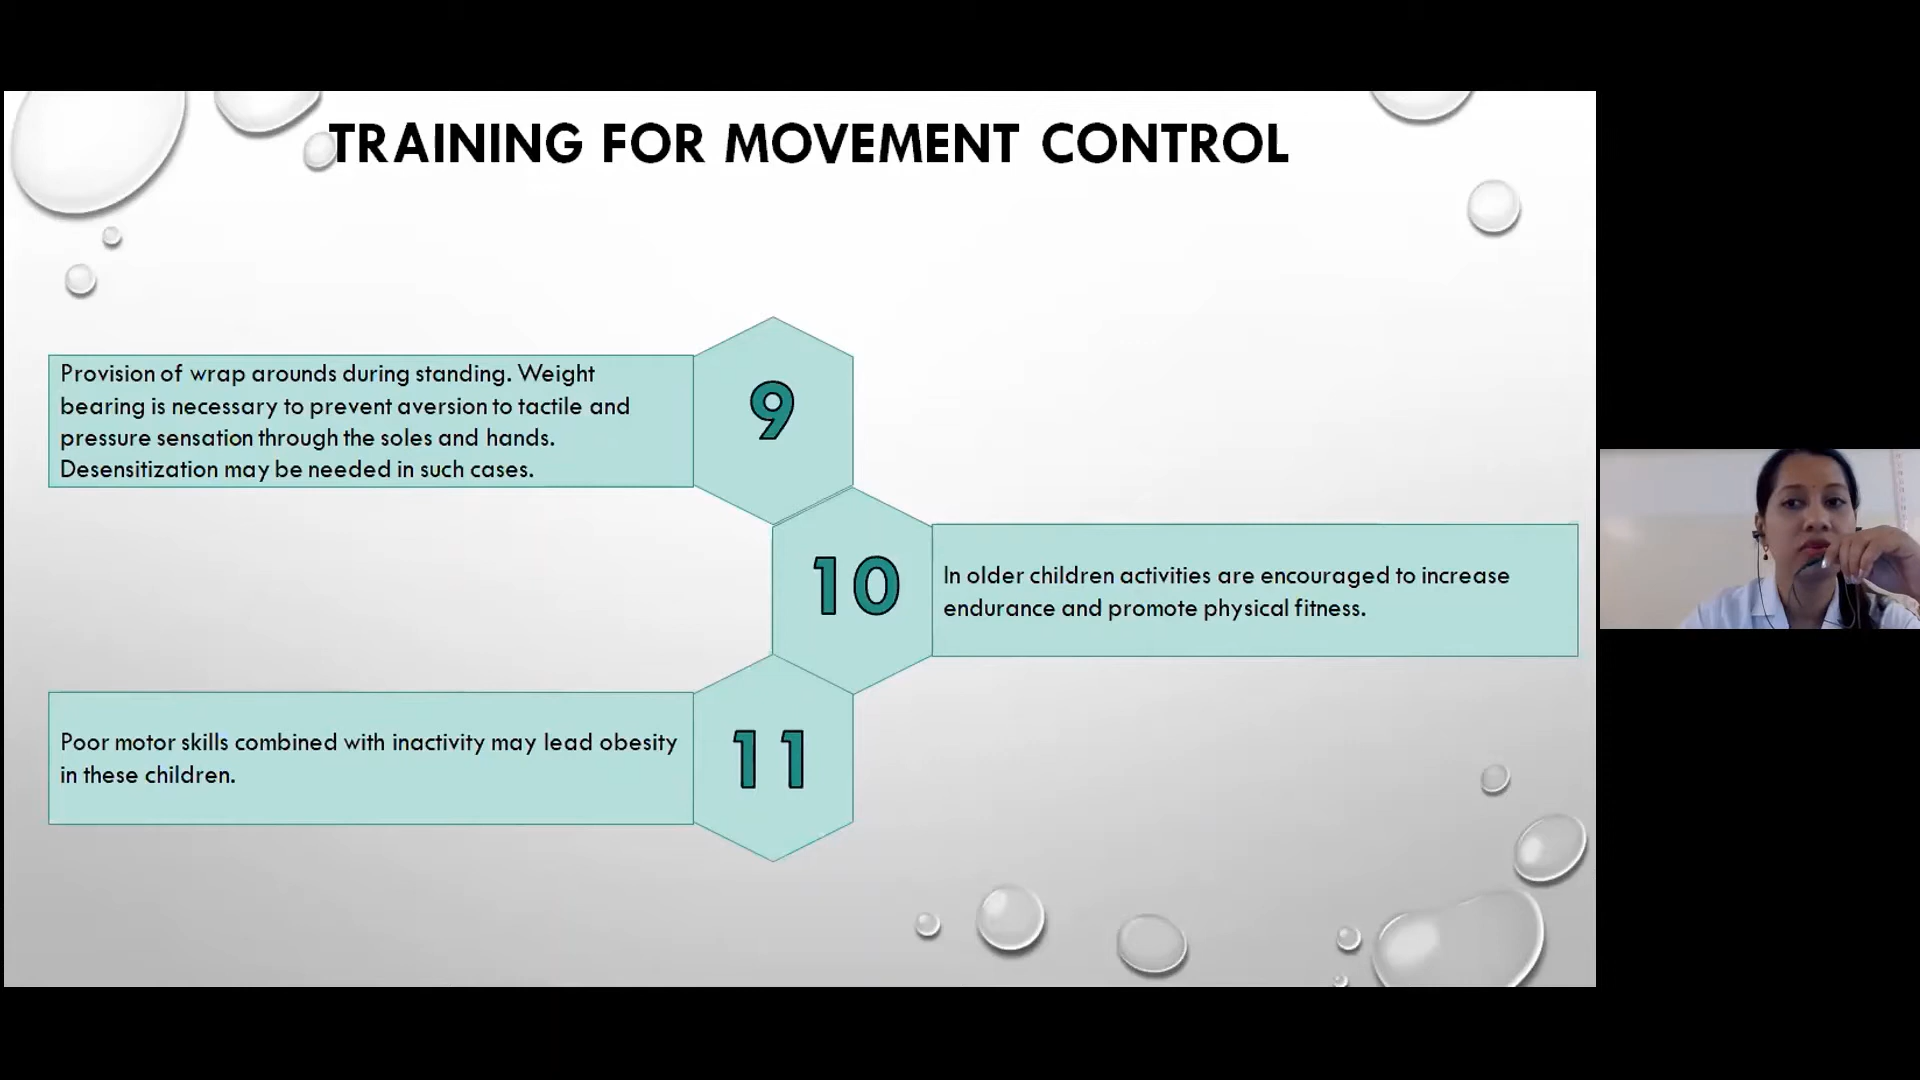 TRAINING FOR MOVEMENT CONTROL
Provision of wrap arounds during standing. Weight
bearing is necessary to prevent aversion to tactile and
pressure sensation through the soles and hands.
Desensitization may be needed in such cases.
9
10
In older children activities are encouraged to increase
endurance and promote physical fitness.
Poor motor skills combined with inactivity may lead obesity
in these children.
11